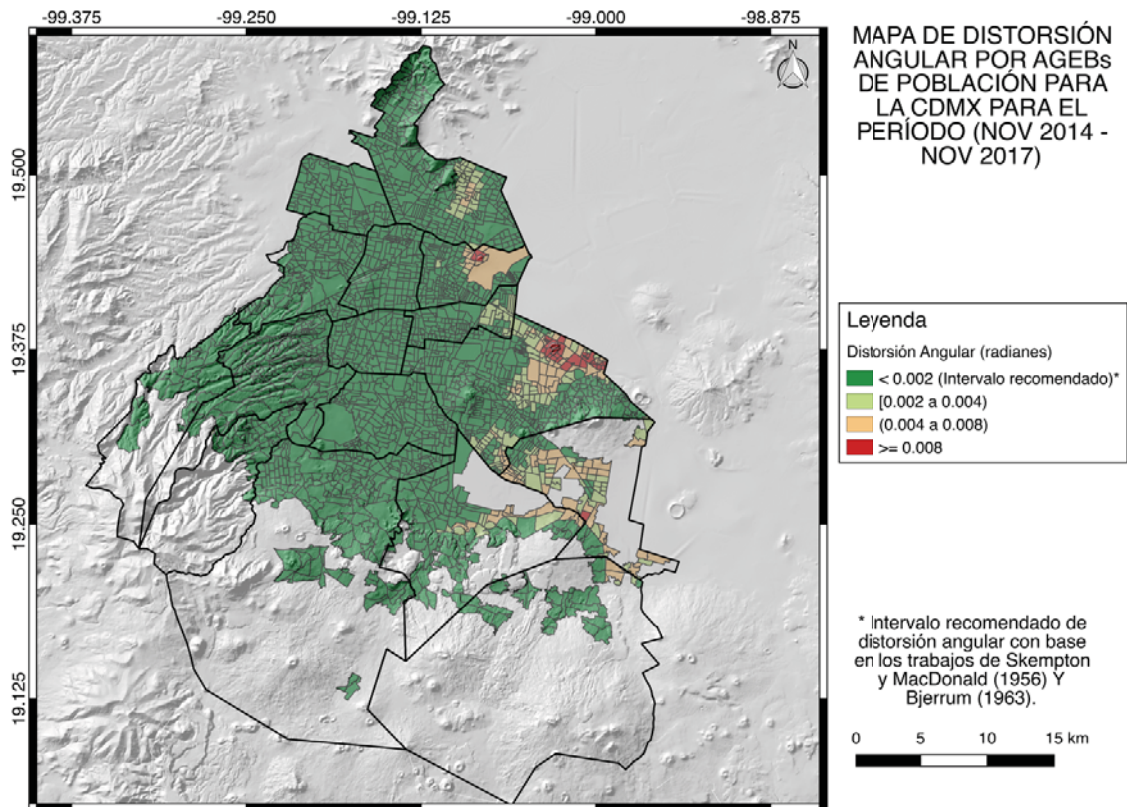 -99.375 -99.250 -99.125 -99.000 -98.875
19.500
19.375
19.250
19.125
N
MAPA DE DISTORSIÓN
ANGULAR POR AGEBs
DE POBLACIÓN PARA
LA CDMX PARA EL
PERÍODO (NOV 2014 -
NOV 2017)
Leyenda
Distorsión Angular (radianes)
< 0.002 (Intervalo recomendado)*
[0.002 a 0.004)
(0.004 a 0.008)
>= 0.008
* Intervalo recomendado de
distorsión angular con base
en los trabajos de Skempton
y MacDonald (1956) Y
Bjerrum (1963).
0 5 10 15 km